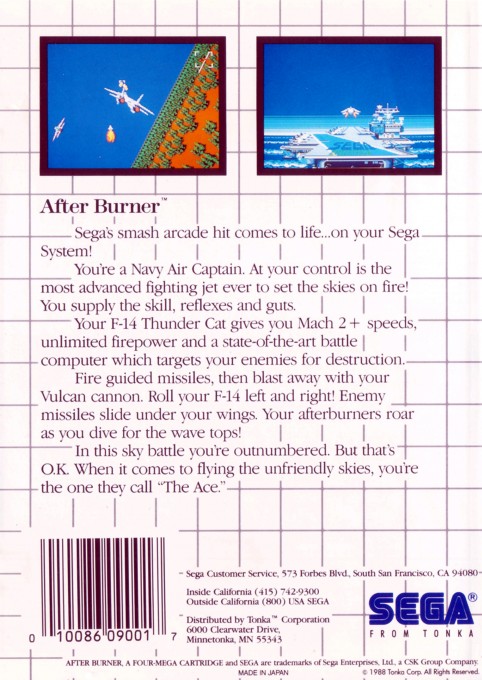 SEGA
After Burner™
Sega's smash arcade hit comes to life...on your Sega
System!
You're a Navy Air Captain. At your control is the
most advanced fighting jet ever to set the skies on fire!
You supply the skill, reflexes and guts.
Your F-14 Thunder Cat gives you Mach 2+ speeds,
unlimited firepower and a state-of-the-art battle
computer which targets your enemies for destruction.
Fire guided missiles, then blast away with your
Vulcan cannon. Roll your F-14 left and right! Enemy
missiles slide under your wings. Your afterburners roar
as you dive for the wave tops!
In this sky battle you're outnumbered. But that's
O.K. When it comes to flying the unfriendly skies, you're
the one they call "The Ace."
Sega Customer Service, 573 Forbes Blvd., South San Francisco, CA 94080
Inside California (415) 742-9300
Outside California (800) USA SEGA
Distributed by Tonka™ Corporation
6000 Clearwater Drive,
Minnetonka, MN 55343
SEGA®
FROM TONKA
0 10086 09001 7
AFTER BURNER, A FOUR-MEGA CARTRIDGE and SEGA are trademarks of Sega Enterprises, Ltd., a CSK Group Company.
MADE IN JAPAN
© 1988 Tonka Corp. All Rights Reserved.